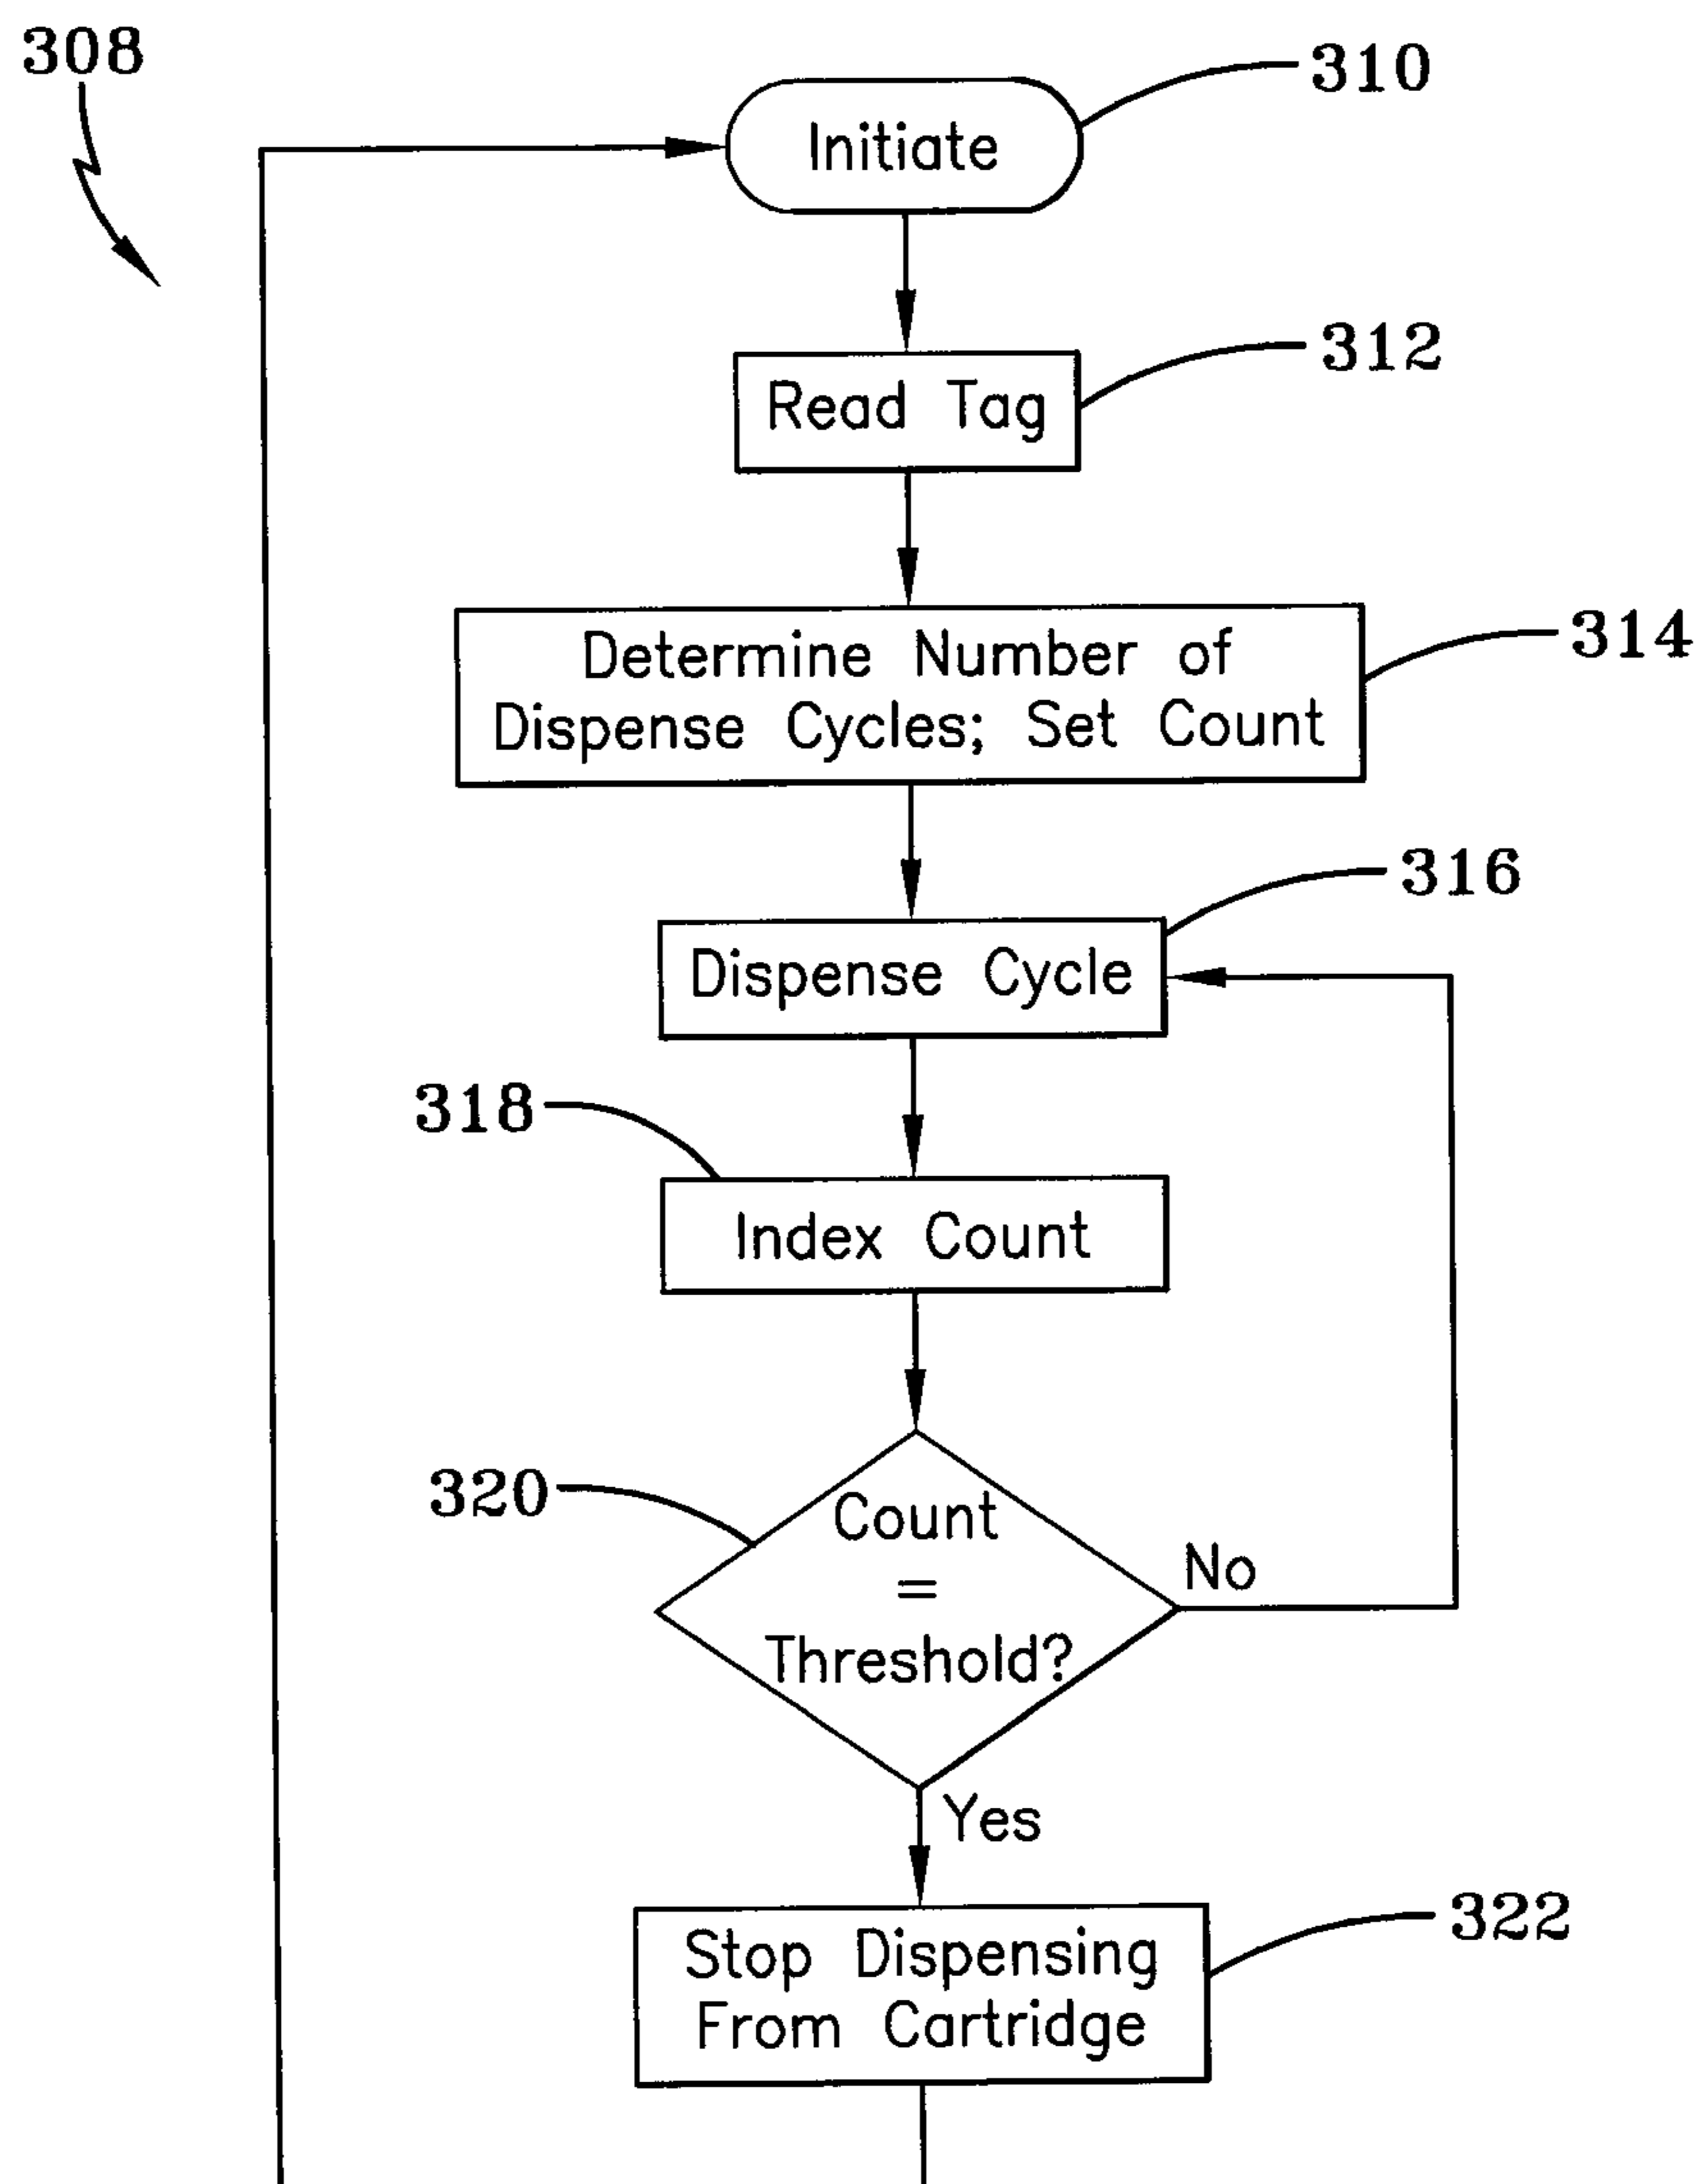 308
310
Initiate
312
Read Tag
314
Determine Number of
Dispense Cycles; Set Count
316
Dispense Cycle
318
Index Count
320
Count
=
Threshold?
No
Yes
322
Stop Dispensing
From Cartridge